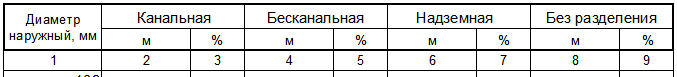 Диаметр наружный, мм Канальная Бесканальная Надземная Без разделения
м % м % м % м %
1 2 3 4 5 6 7 8 9